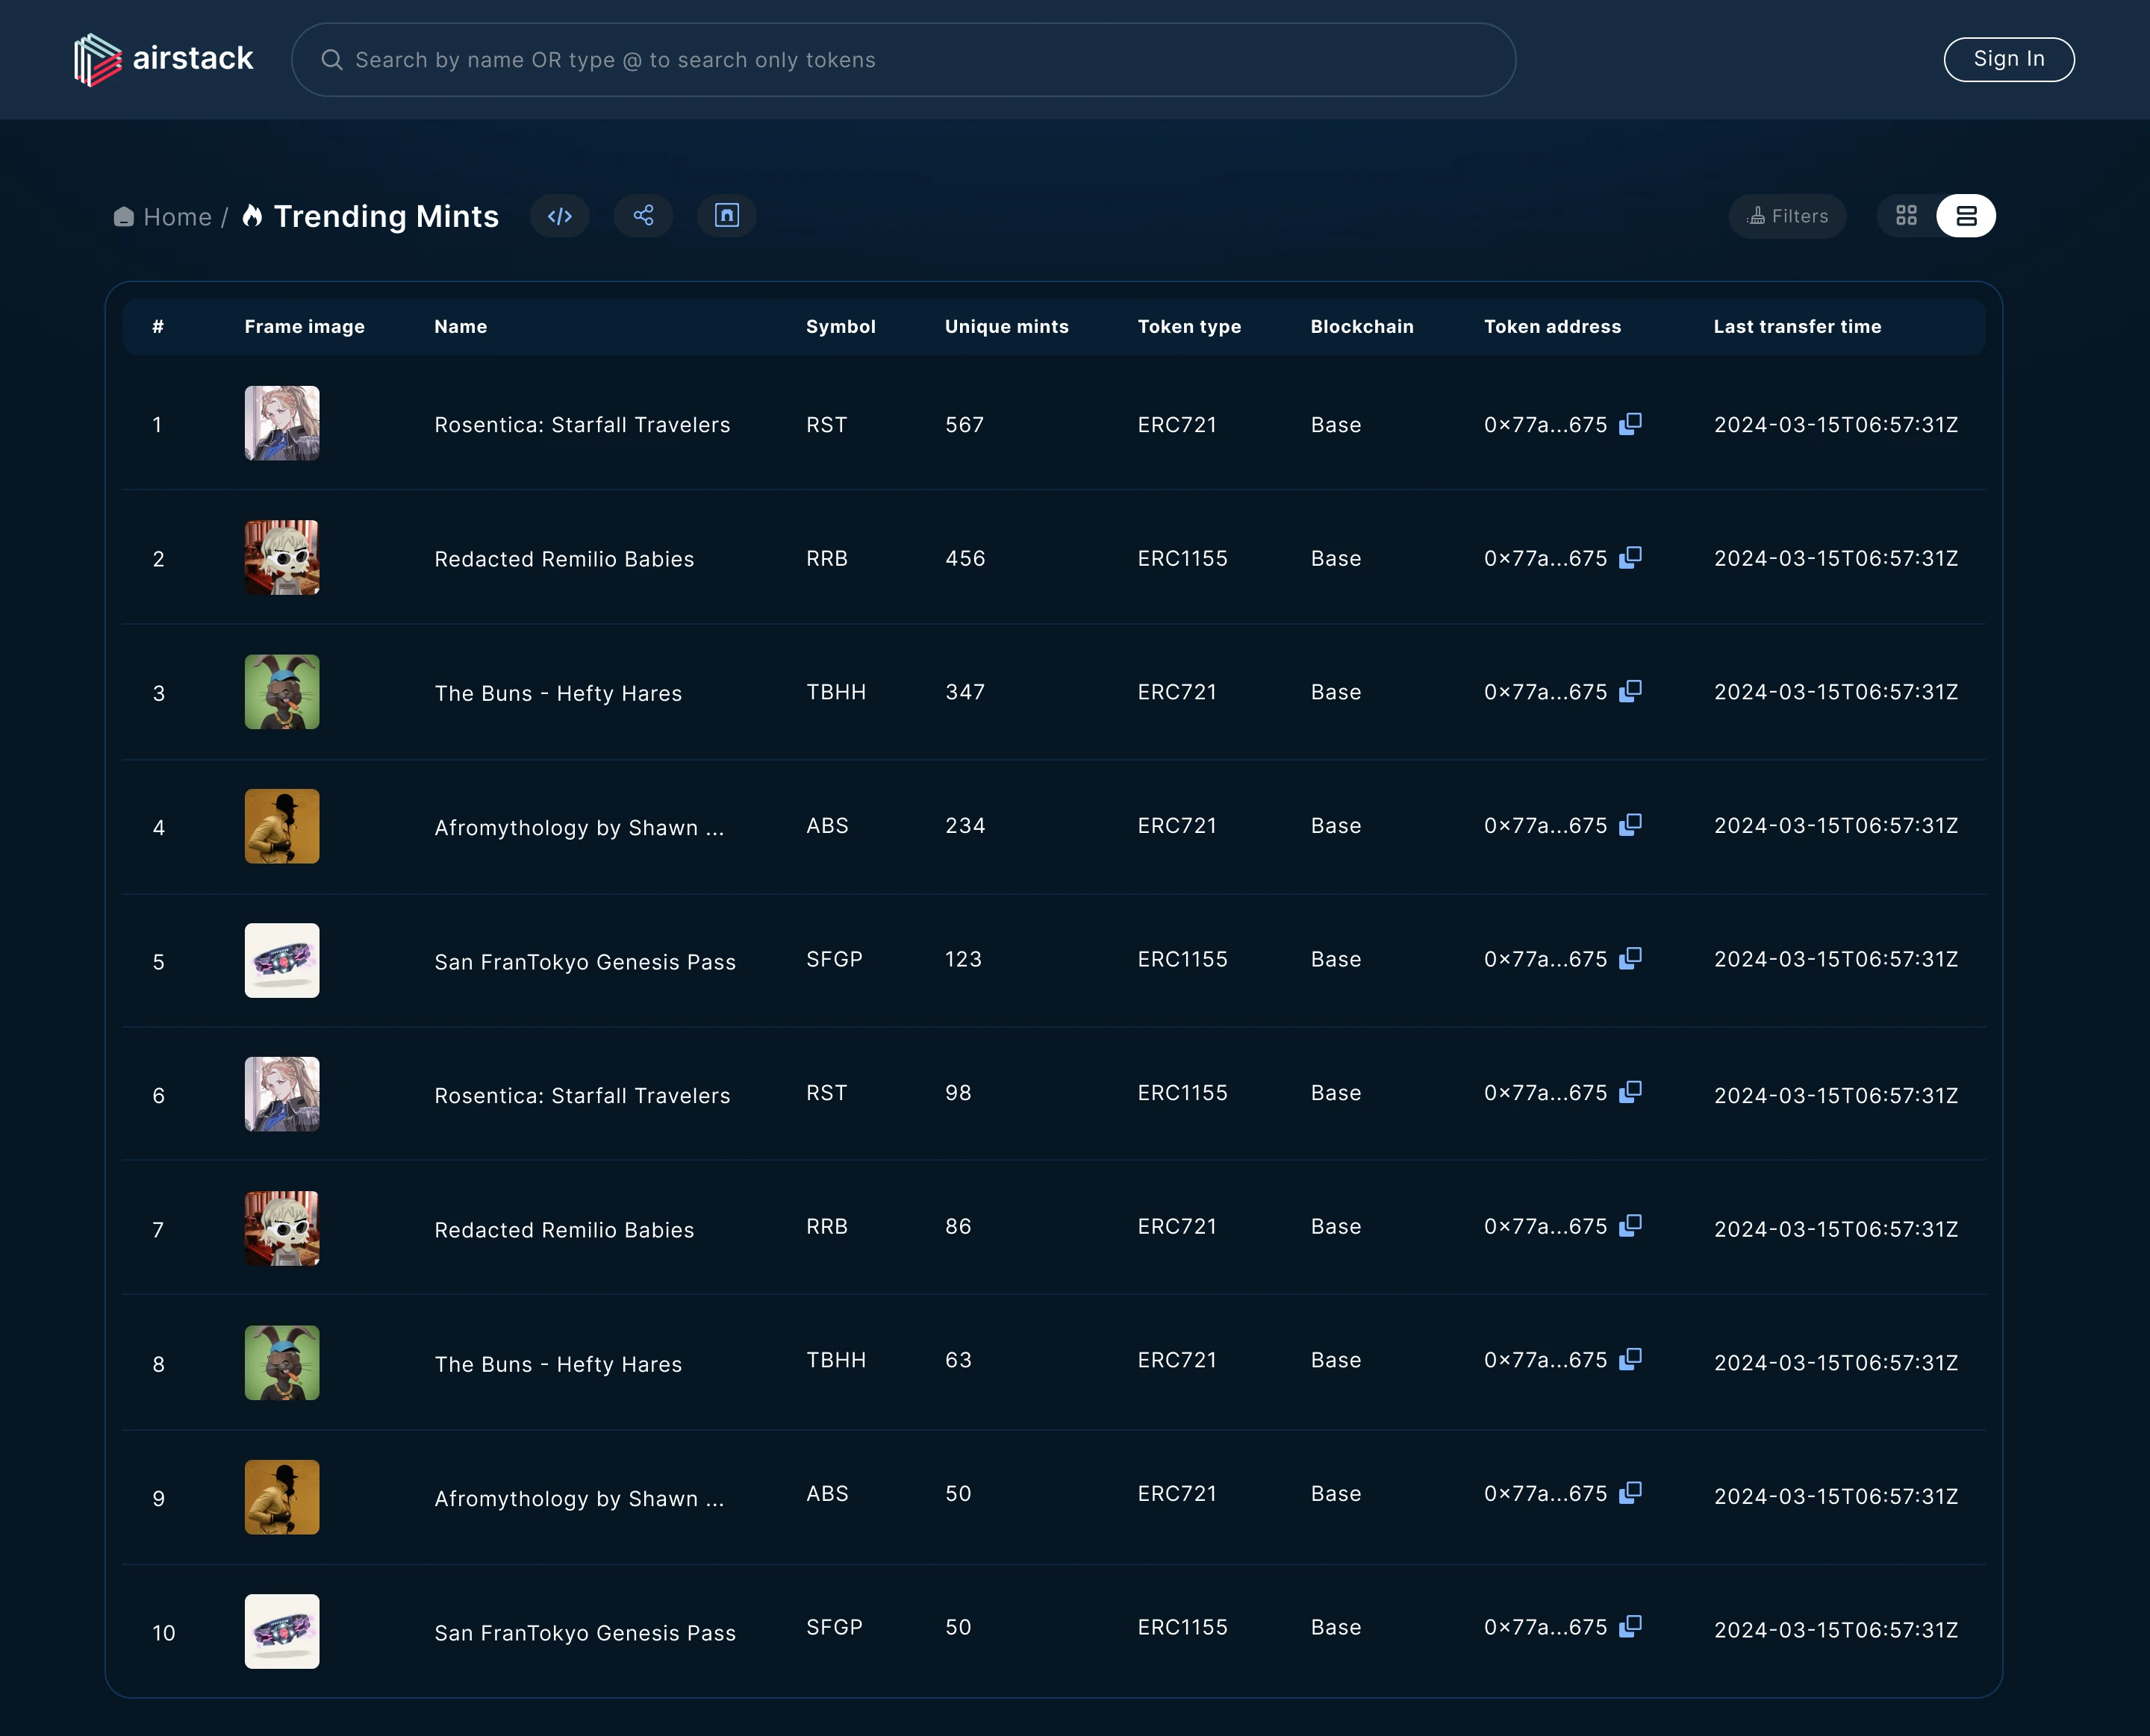 airstack
Search by name OR type @ to search only tokens
Sign In
Home / Trending Mints
Filters
# Frame image Name Symbol Unique mints Token type Blockchain Token address Last transfer time
1 Rosentica: Starfall Travelers RST 567 ERC721 Base 0x77a...675 2024-03-15T06:57:31Z
2 Redacted Remilio Babies RRB 456 ERC1155 Base 0x77a...675 2024-03-15T06:57:31Z
3 The Buns - Hefty Hares TBHH 347 ERC721 Base 0x77a...675 2024-03-15T06:57:31Z
4 Afromythology by Shawn ... ABS 234 ERC721 Base 0x77a...675 2024-03-15T06:57:31Z
5 San FranTokyo Genesis Pass SFGP 123 ERC1155 Base 0x77a...675 2024-03-15T06:57:31Z
6 Rosentica: Starfall Travelers RST 98 ERC1155 Base 0x77a...675 2024-03-15T06:57:31Z
7 Redacted Remilio Babies RRB 86 ERC721 Base 0x77a...675 2024-03-15T06:57:31Z
8 The Buns - Hefty Hares TBHH 63 ERC721 Base 0x77a...675 2024-03-15T06:57:31Z
9 Afromythology by Shawn ... ABS 50 ERC721 Base 0x77a...675 2024-03-15T06:57:31Z
10 San FranTokyo Genesis Pass SFGP 50 ERC1155 Base 0x77a...675 2024-03-15T06:57:31Z